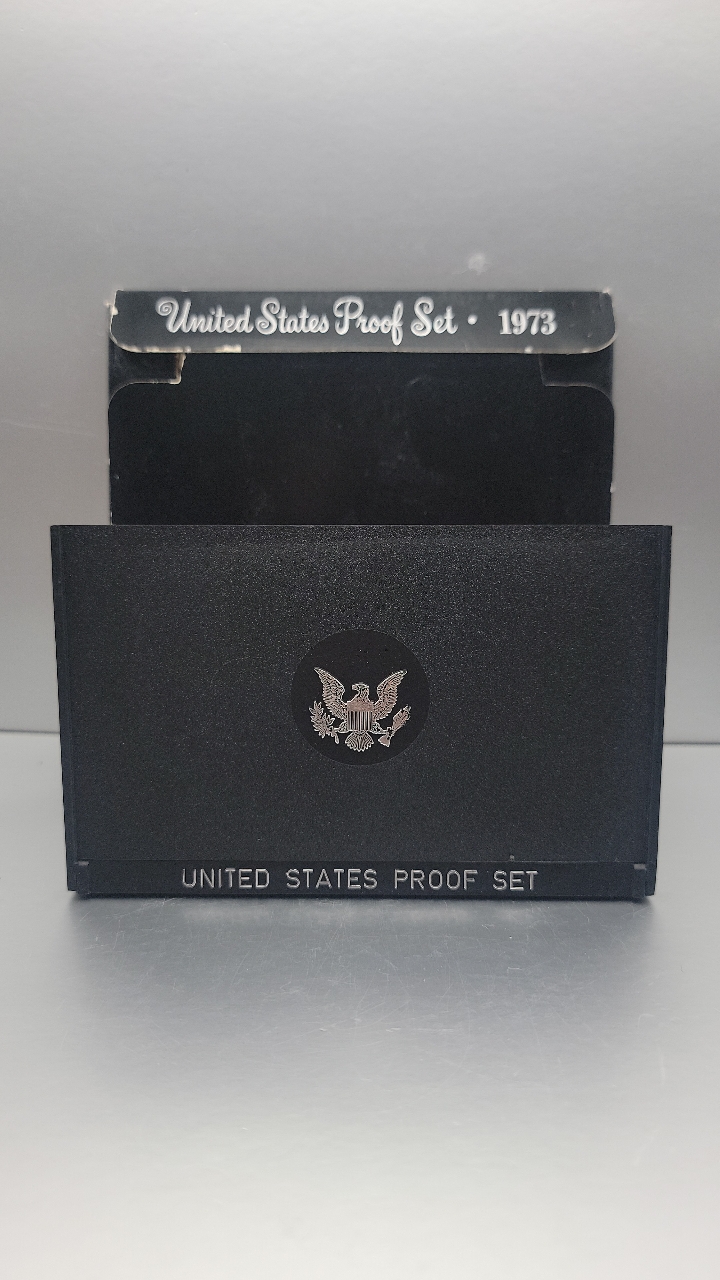 United States Proof Set • 1973
UNITED STATES PROOF SET